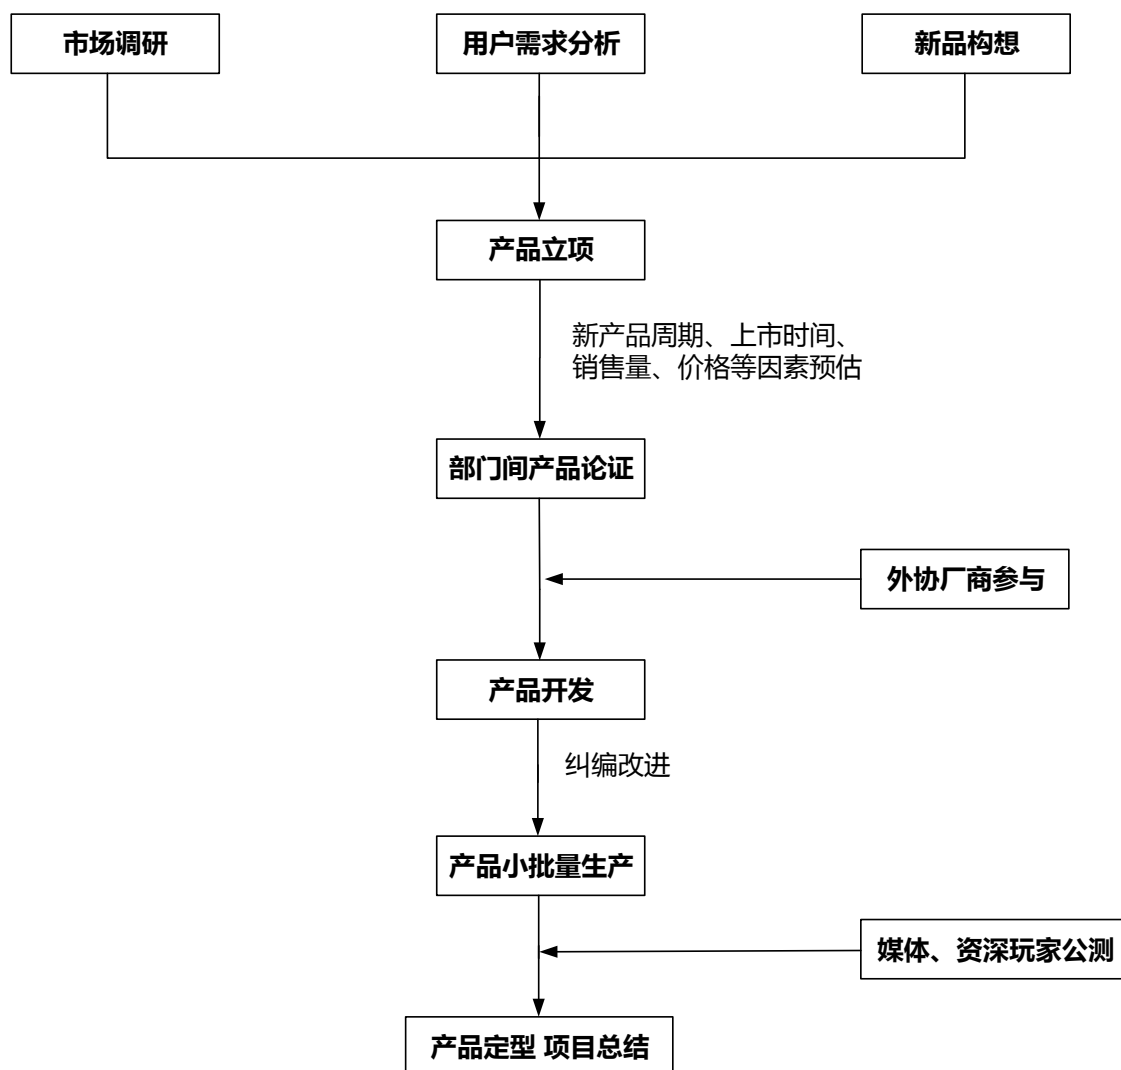 市场调研
用户需求分析
新品构想
产品立项
新产品周期、上市时间、
销售量、价格等因素预估
部门间产品论证
外协厂商参与
产品开发
纠编改进
产品小批量生产
媒体、资深玩家公测
产品定型 项目总结